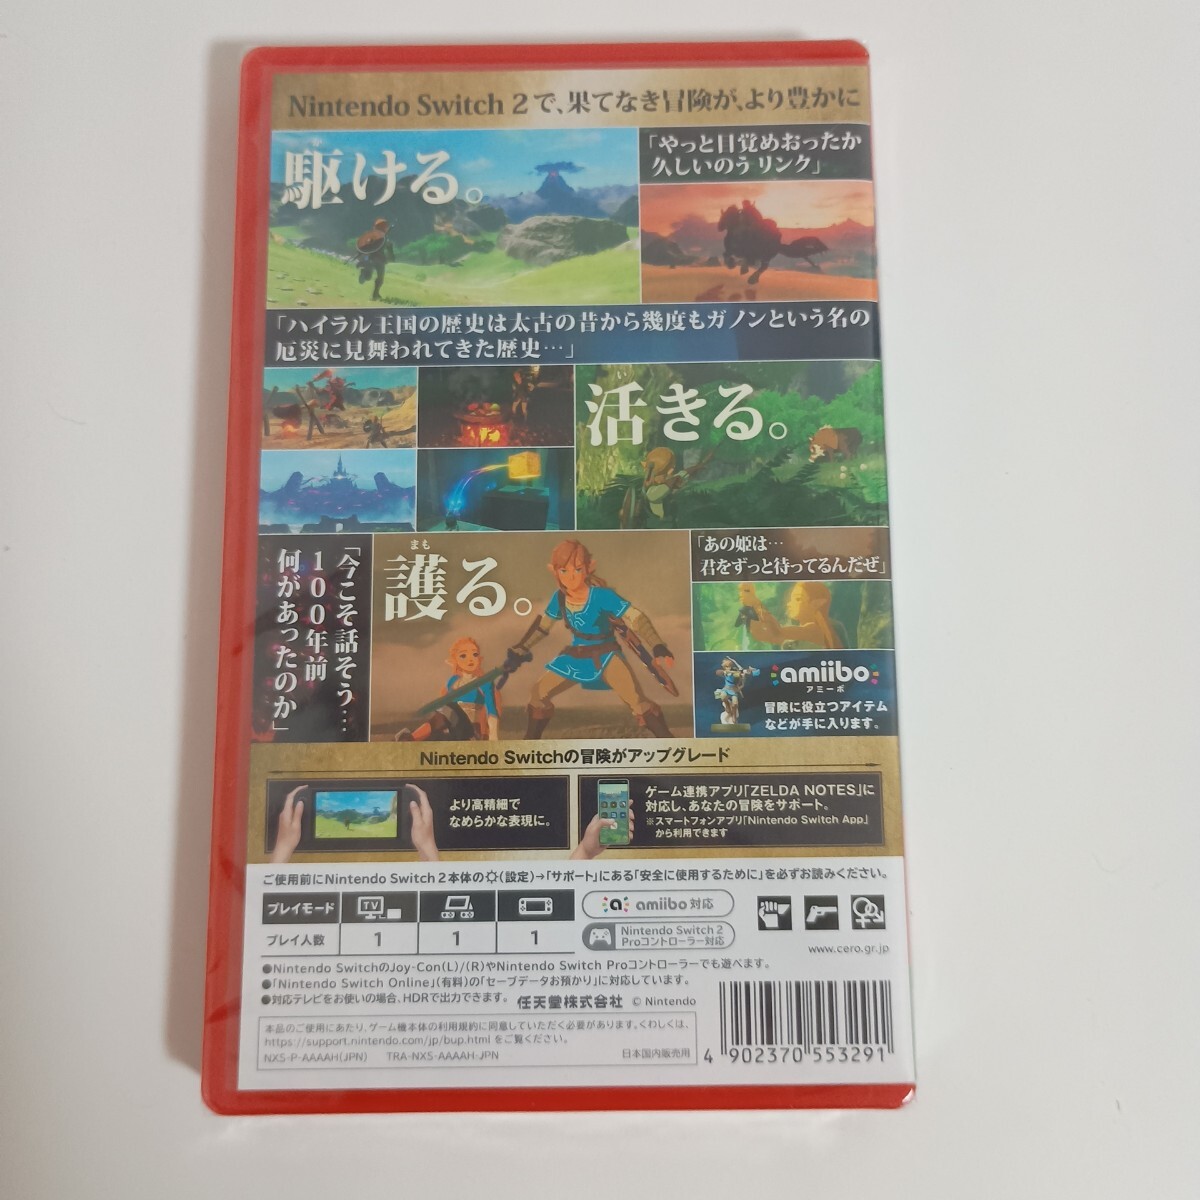 Nintendo Switch 2で、果てなき冒険が、より豊かに
か
駆ける。
「やっと目覚めおったか
久しいのう リンク」
「ハイラル王国の歴史は太古の昔から幾度もガノンという名の
厄災に見舞われてきた歴史…」
い
活きる。
「今こそ話そう…
100年前
何があったのか」
まも
護る。
「あの姫は…
君をずっと待ってるんだぜ」
amiibo
アミーボ
冒険に役立つアイテム
などが手に入ります。
Nintendo Switchの冒険がアップグレード
より高精細で
なめらかな表現に。
ゲーム連携アプリ「ZELDA NOTES」に
対応し、あなたの冒険をサポート。
※スマートフォンアプリ「Nintendo Switch App」
から利用できます
ご使用前にNintendo Switch 2本体の(設定)→「サポート」にある「安全に使用するために」を必ずお読みください。
プレイモード TV
プレイ人数 1 1 1
amiibo 対応
Nintendo Switch 2
Proコントローラー対応
www.cero.gr.jp
●Nintendo SwitchのJoy-Con(L)/(R)やNintendo Switch Proコントローラーでも遊べます。
●「Nintendo Switch Online」(有料)の「セーブデータお預かり」に対応しています。
●対応テレビをお使いの場合、HDRで出力できます。 任天堂株式会社 © Nintendo
本品のご使用にあたり、ゲーム機本体の利用規約に同意していただく必要があります。くわしくは、
https://support.nintendo.com/jp/bup.html をご覧ください。
NXS-P-AAAAH(JPN) TRA-NXS-AAAAH-JPN 日本国内販売用
4 902370 553291